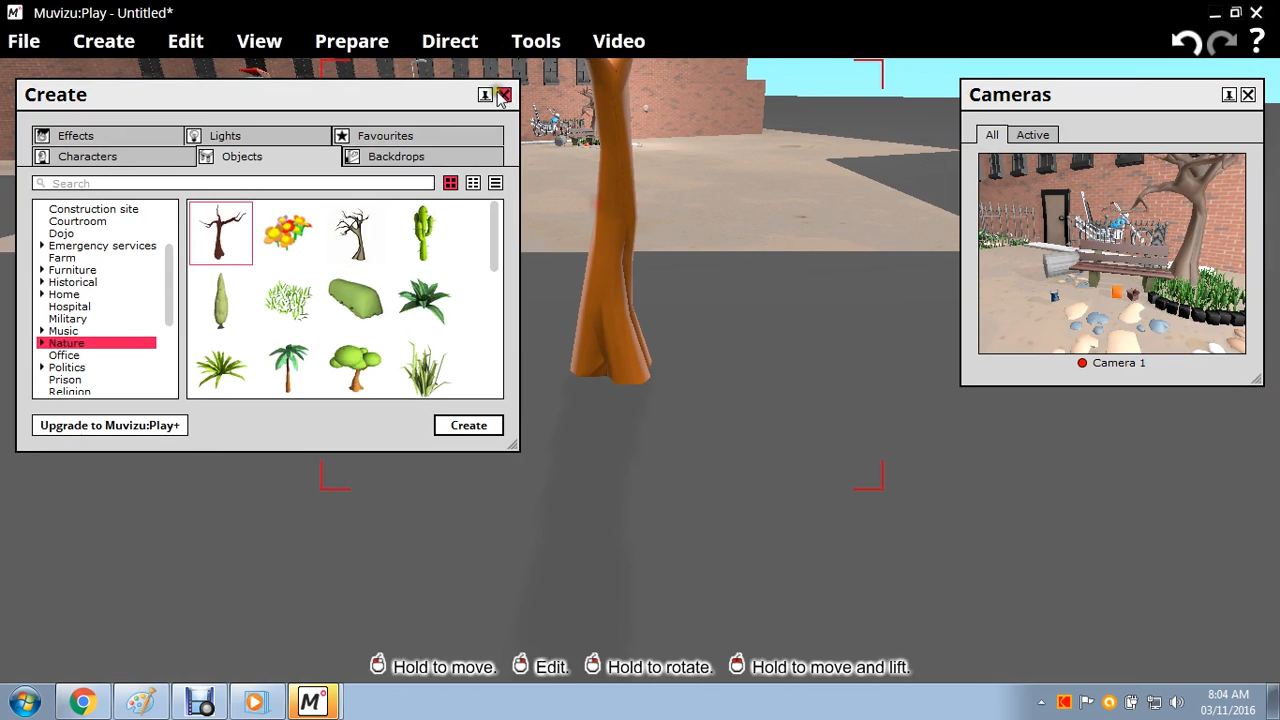 Muvizu:Play - Untitled*
File Create Edit View Prepare Direct Tools Video
Create
Effects Lights Favourites
Characters Objects Backdrops
Search
Construction site
Courtroom
Dojo
Emergency services
Farm
Furniture
Historical
Home
Hospital
Military
Music
Nature
Office
Politics
Prison
Religion
Upgrade to Muvizu:Play+
Create
Cameras
All Active
Camera 1
Hold to move. Edit. Hold to rotate. Hold to move and lift.
8:04 AM
03/11/2016